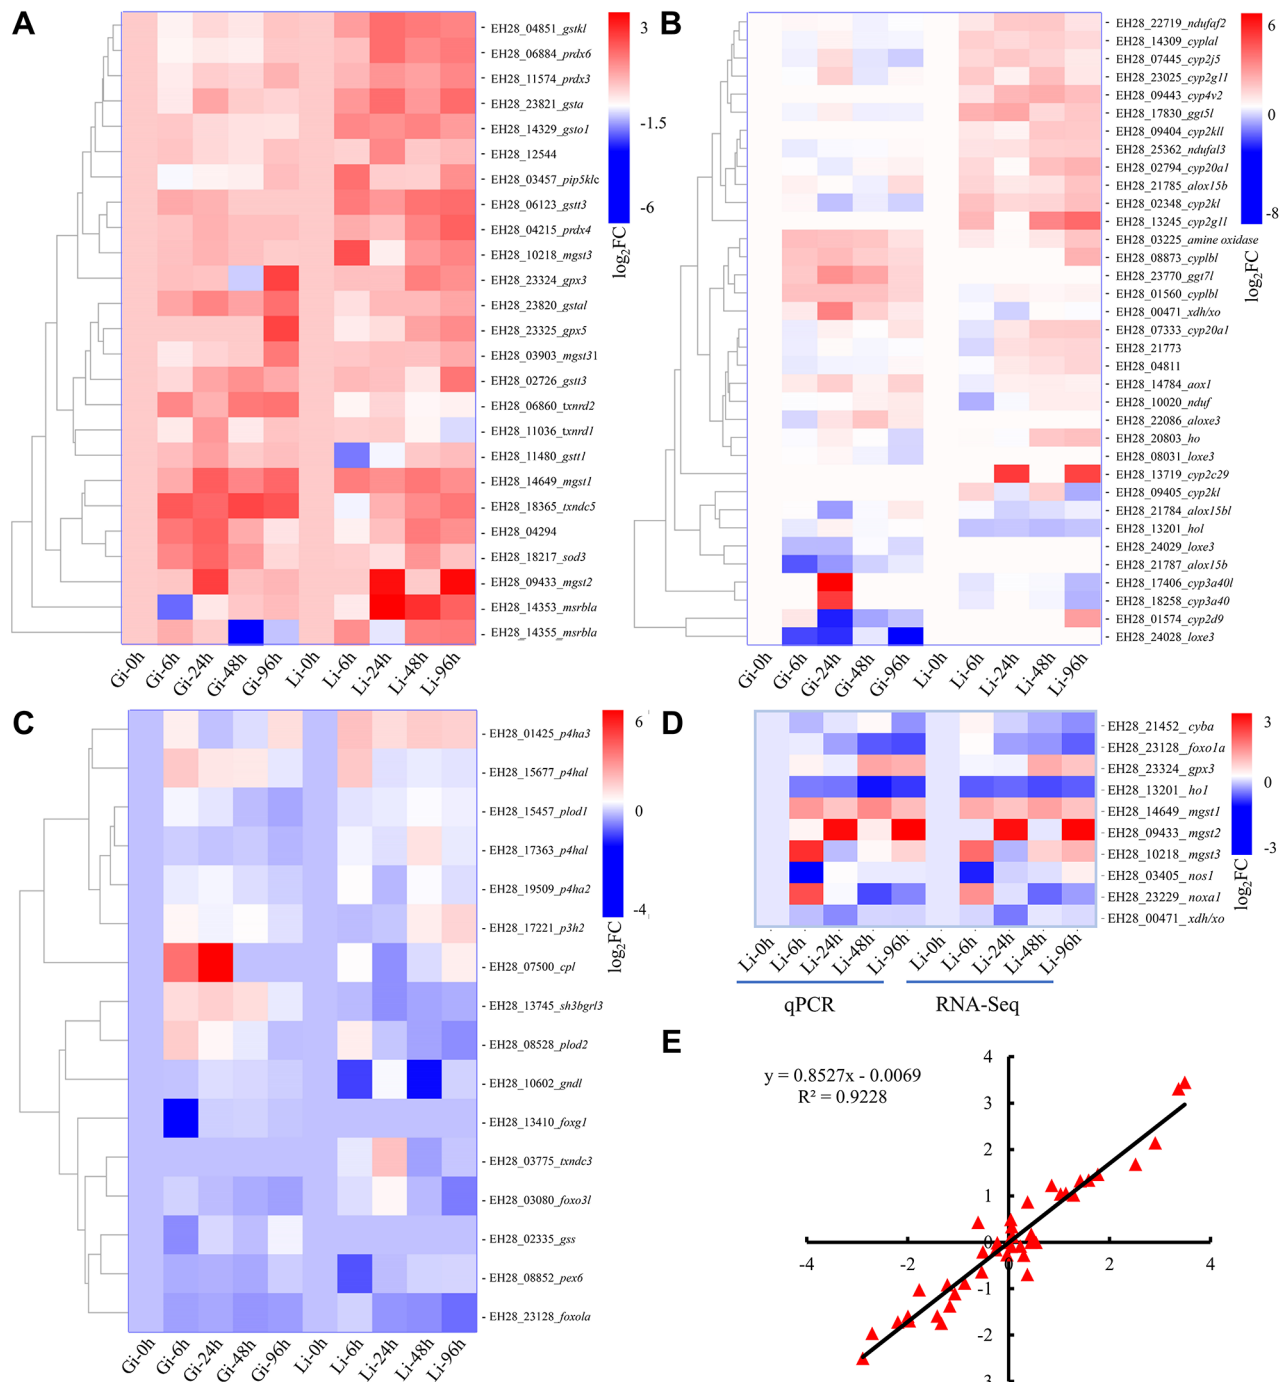 A
EH28_04851_gstkl
EH28_06884_prdx6
EH28_11574_prdx3
EH28_23821_gsta
EH28_14329_gsto1
EH28_12544
EH28_03457_pip5klc
EH28_06123_gstt3
EH28_04215_prdx4
EH28_10218_mgst3
EH28_23324_gpx3
EH28_23820_gstal
EH28_23325_gpx5
EH28_03903_mgst31
EH28_02726_gstt3
EH28_06860_txnrd2
EH28_11036_txnrd1
EH28_11480_gstt1
EH28_14649_mgst1
EH28_18365_txndc5
EH28_04294
EH28_18217_sod3
EH28_09433_mgst2
EH28_14353_msrbla
EH28_14355_msrbla
3
-1.5
-6
log2FC
Gi-0h Gi-6h Gi-24h Gi-48h Gi-96h Li-0h Li-6h Li-24h Li-48h Li-96h
B
EH28_22719_ndufaf2
EH28_14309_cyplal
EH28_07445_cyp2j5
EH28_23025_cyp2g1l
EH28_09443_cyp4v2
EH28_17830_ggt5l
EH28_09404_cyp2kll
EH28_25362_ndufal3
EH28_02794_cyp20a1
EH28_21785_alox15b
EH28_02348_cyp2kl
EH28_13245_cyp2g1l
EH28_03225_amine oxidase
EH28_08873_cyplbl
EH28_23770_ggt7l
EH28_01560_cyplbl
EH28_00471_xdh/xo
EH28_07333_cyp20a1
EH28_21773
EH28_04811
EH28_14784_aox1
EH28_10020_nduf
EH28_22086_aloxe3
EH28_20803_ho
EH28_08031_loxe3
EH28_13719_cyp2c29
EH28_09405_cyp2kl
EH28_21784_alox15bl
EH28_13201_hol
EH28_24029_loxe3
EH28_21787_alox15b
EH28_17406_cyp3a40l
EH28_18258_cyp3a40
EH28_01574_cyp2d9
EH28_24028_loxe3
6
0
-8
log2FC
Gi-0h Gi-6h Gi-24h Gi-48h Gi-96h Li-0h Li-6h Li-24h Li-48h Li-96h
C
EH28_01425_p4ha3
EH28_15677_p4hal
EH28_15457_plod1
EH28_17363_p4hal
EH28_19509_p4ha2
EH28_17221_p3h2
EH28_07500_cpl
EH28_13745_sh3bgrl3
EH28_08528_plod2
EH28_10602_gndl
EH28_13410_foxg1
EH28_03775_txndc3
EH28_03080_foxo3l
EH28_02335_gss
EH28_08852_pex6
EH28_23128_foxola
6
0
-4
log2FC
Gi-0h Gi-6h Gi-24h Gi-48h Gi-96h Li-0h Li-6h Li-24h Li-48h Li-96h
D
EH28_21452_cyba
EH28_23128_foxo1a
EH28_23324_gpx3
EH28_13201_ho1
EH28_14649_mgst1
EH28_09433_mgst2
EH28_10218_mgst3
EH28_03405_nos1
EH28_23229_noxa1
EH28_00471_xdh/xo
3
0
-3
log2FC
Li-0h Li-6h Li-24h Li-48h Li-96h Li-0h Li-6h Li-24h Li-48h Li-96h
qPCR RNA-Seq
E
y = 0.8527x - 0.0069
R² = 0.9228
4
3
2
1
0
-1
-2
-4 -2 0 2 4